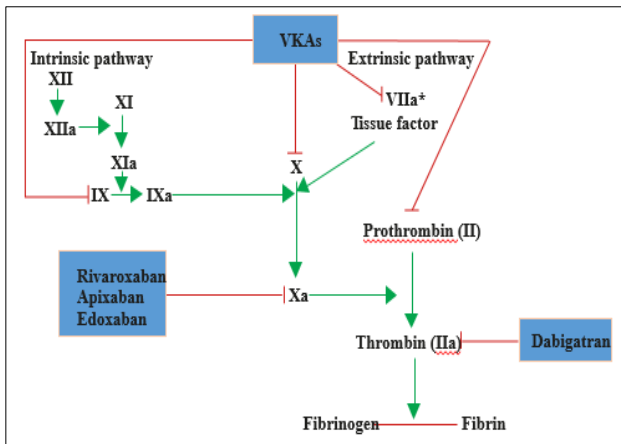 VKAs
Intrinsic pathway
Extrinsic pathway
XII
XI
VIIa*
XIIa
Tissue factor
XIa
X
IX
IXa
Prothrombin (II)
Rivaroxaban
Apixaban
Edoxaban
Xa
Thrombin (IIa)
Dabigatran
Fibrinogen
Fibrin